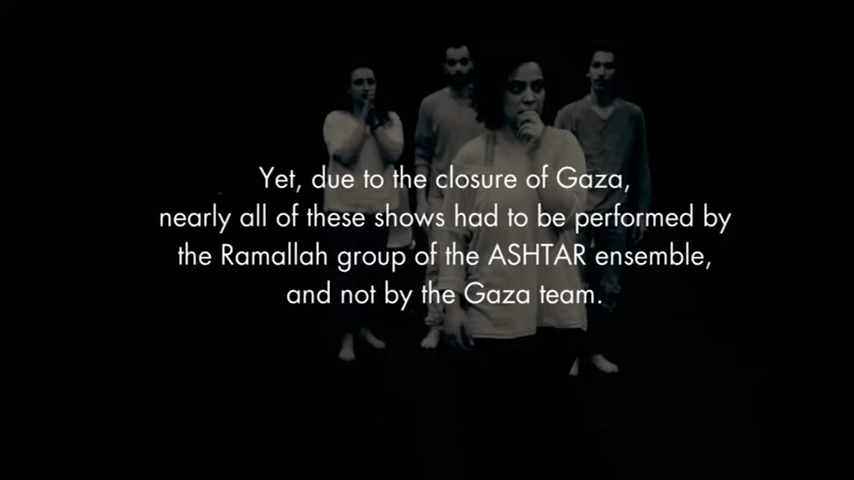 Yet, due to the closure of Gaza,
nearly all of these shows had to be performed by
the Ramallah group of the ASHTAR ensemble,
and not by the Gaza team.